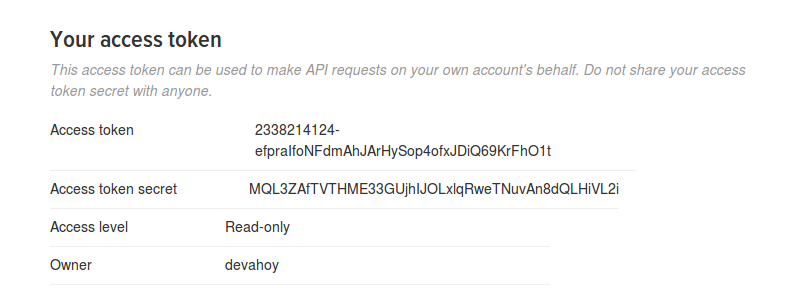 Your access token
This access token can be used to make API requests on your own account's behalf. Do not share your access
token secret with anyone.
Access token 2338214124-
Access token secret
Access level Read-only
Owner devahoy